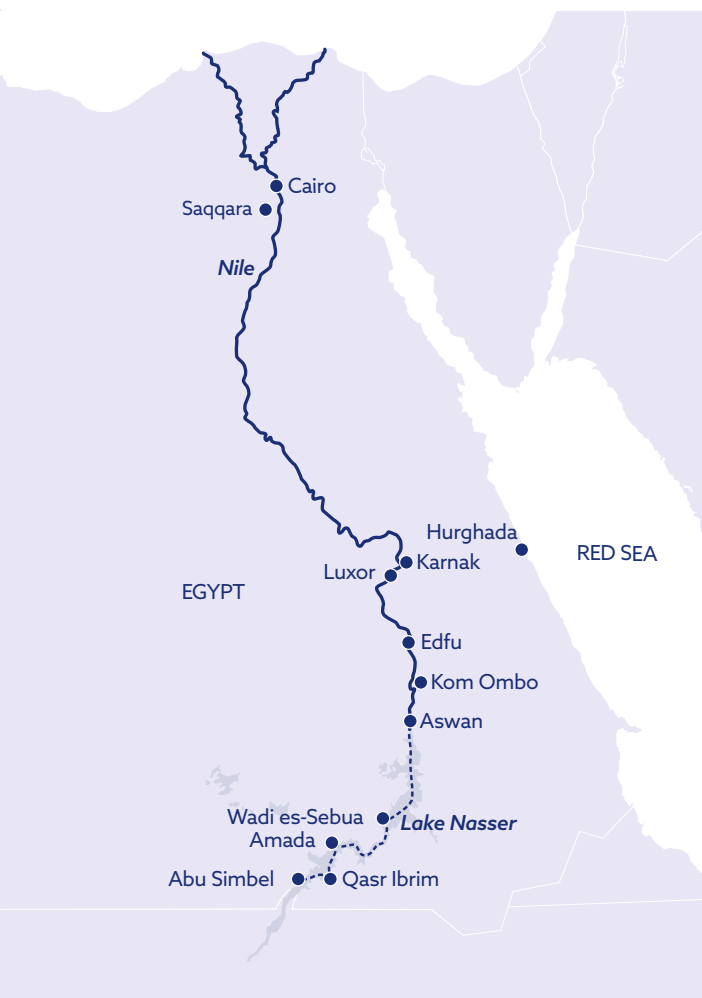 Cairo
Saqqara
Nile
Hurghada
RED SEA
Karnak
Luxor
EGYPT
Edfu
Kom Ombo
Aswan
Wadi es-Sebua
Lake Nasser
Amada
Abu Simbel
Qasr Ibrim